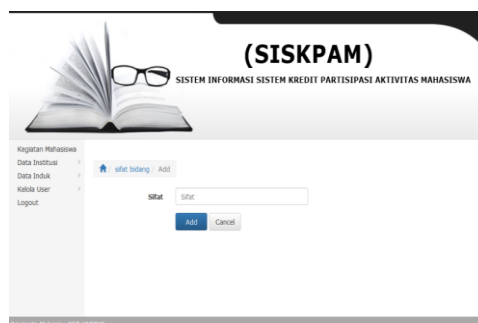 (SISKPAM)
SISTEM INFORMASI SISTEM KREDIT PARTISIPASI AKTIVITAS MAHASISWA
Kegiatan Mahasiswa
Data Institusi
Data Induk
Kelola User
Logout
sifat bidang / Add
Sifat
Sifat
Add
Cancel